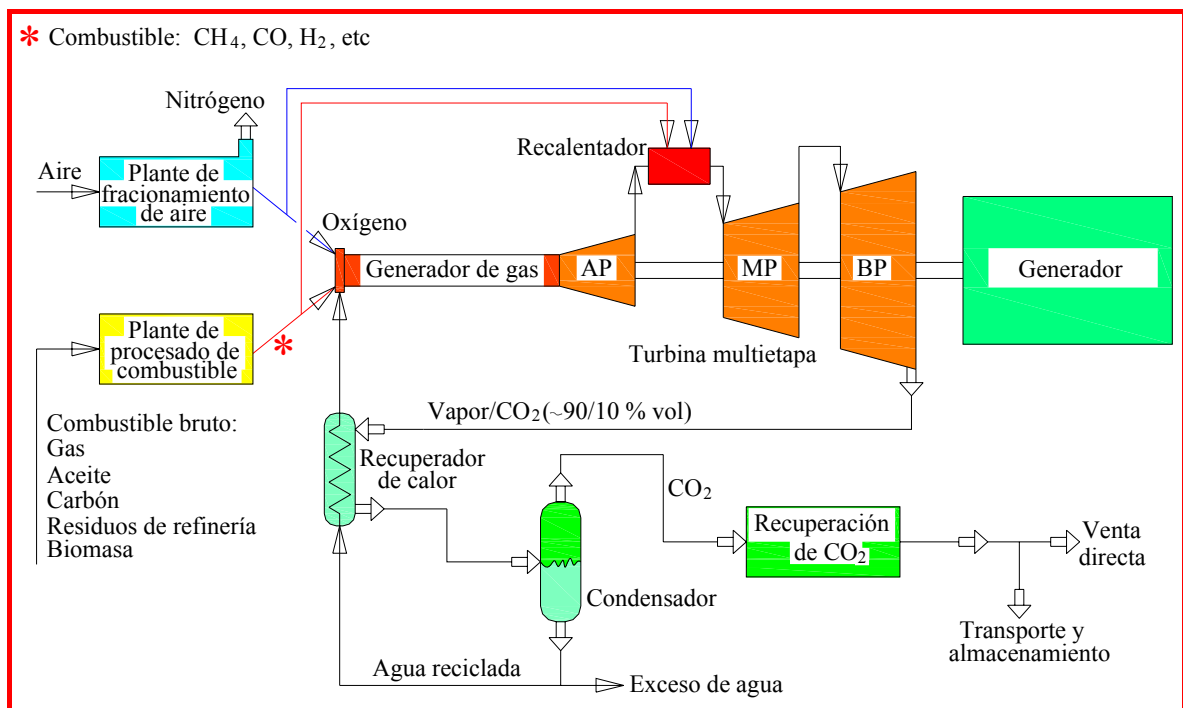 * Combustible: CH4, CO, H2, etc
Nitrógeno
Aire
Plante de
fracionamiento
de aire
Oxígeno
Recalentador
Generador de gas
AP
MP
BP
Generador
Plante de
procesado de
combustible
*
Turbina multietapa
Combustible bruto:
Gas
Aceite
Carbón
Residuos de refinería
Biomasa
Vapor/CO2(~90/10 % vol)
Recuperador
de calor
CO2
Recuperación
de CO2
Venta
directa
Condensador
Transporte y
almacenamiento
Agua reciclada
Exceso de agua